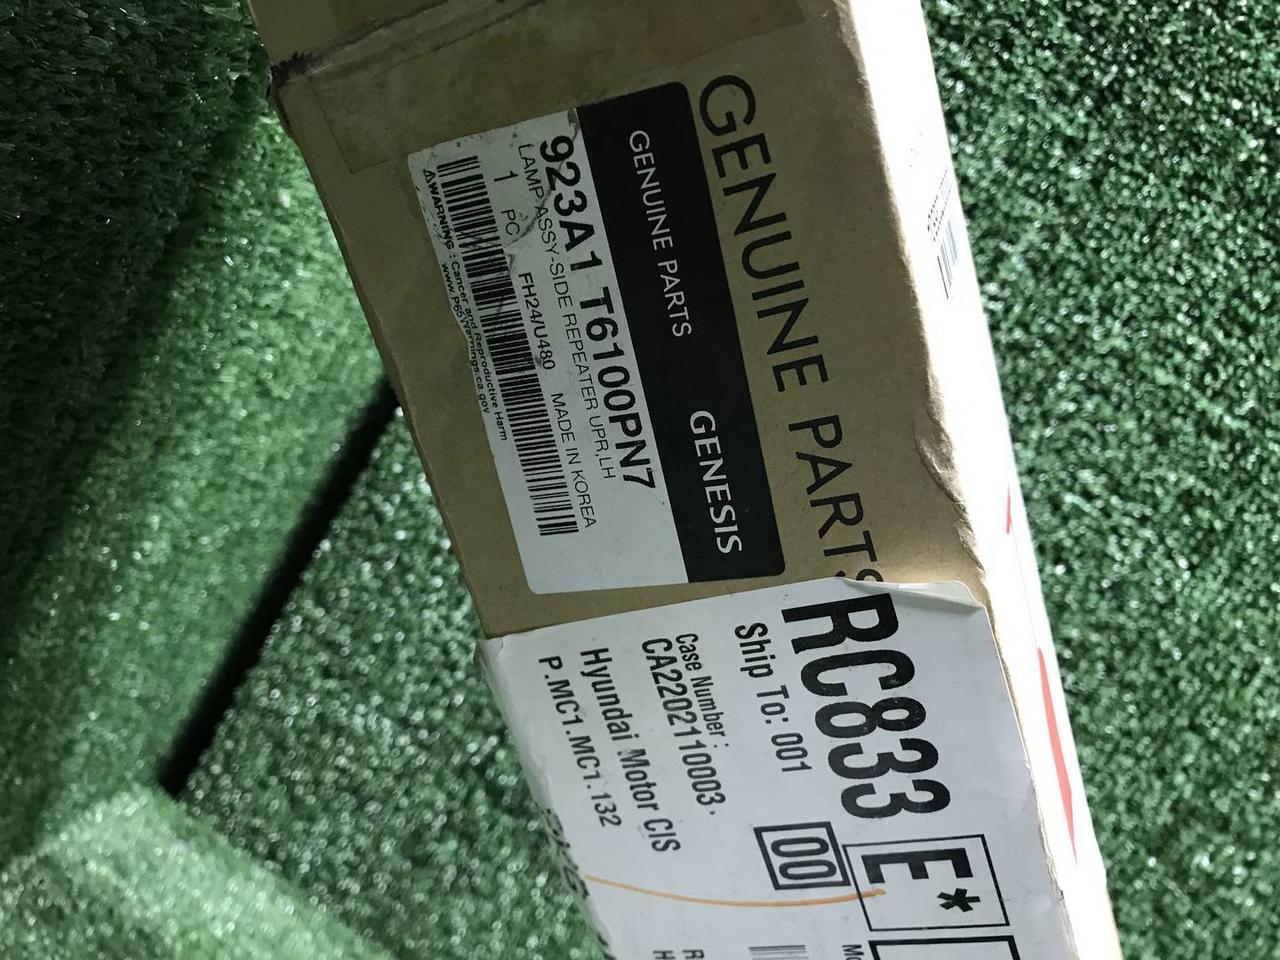 GENUINE PARTS
GENUINE PARTS GENESIS
923A1 T6100PN7
LAMP ASSY-SIDE REPEATER UPR,LH
1 PC FH24/U480 MADE IN KOREA
⚠WARNING : Cancer and Reproductive Harm
www.P65Warnings.ca.gov
RC833 E*
Ship To: 001 00
Case Number :
CA2202110003
Hyundai Motor CIS
P.MC1.MC1.132